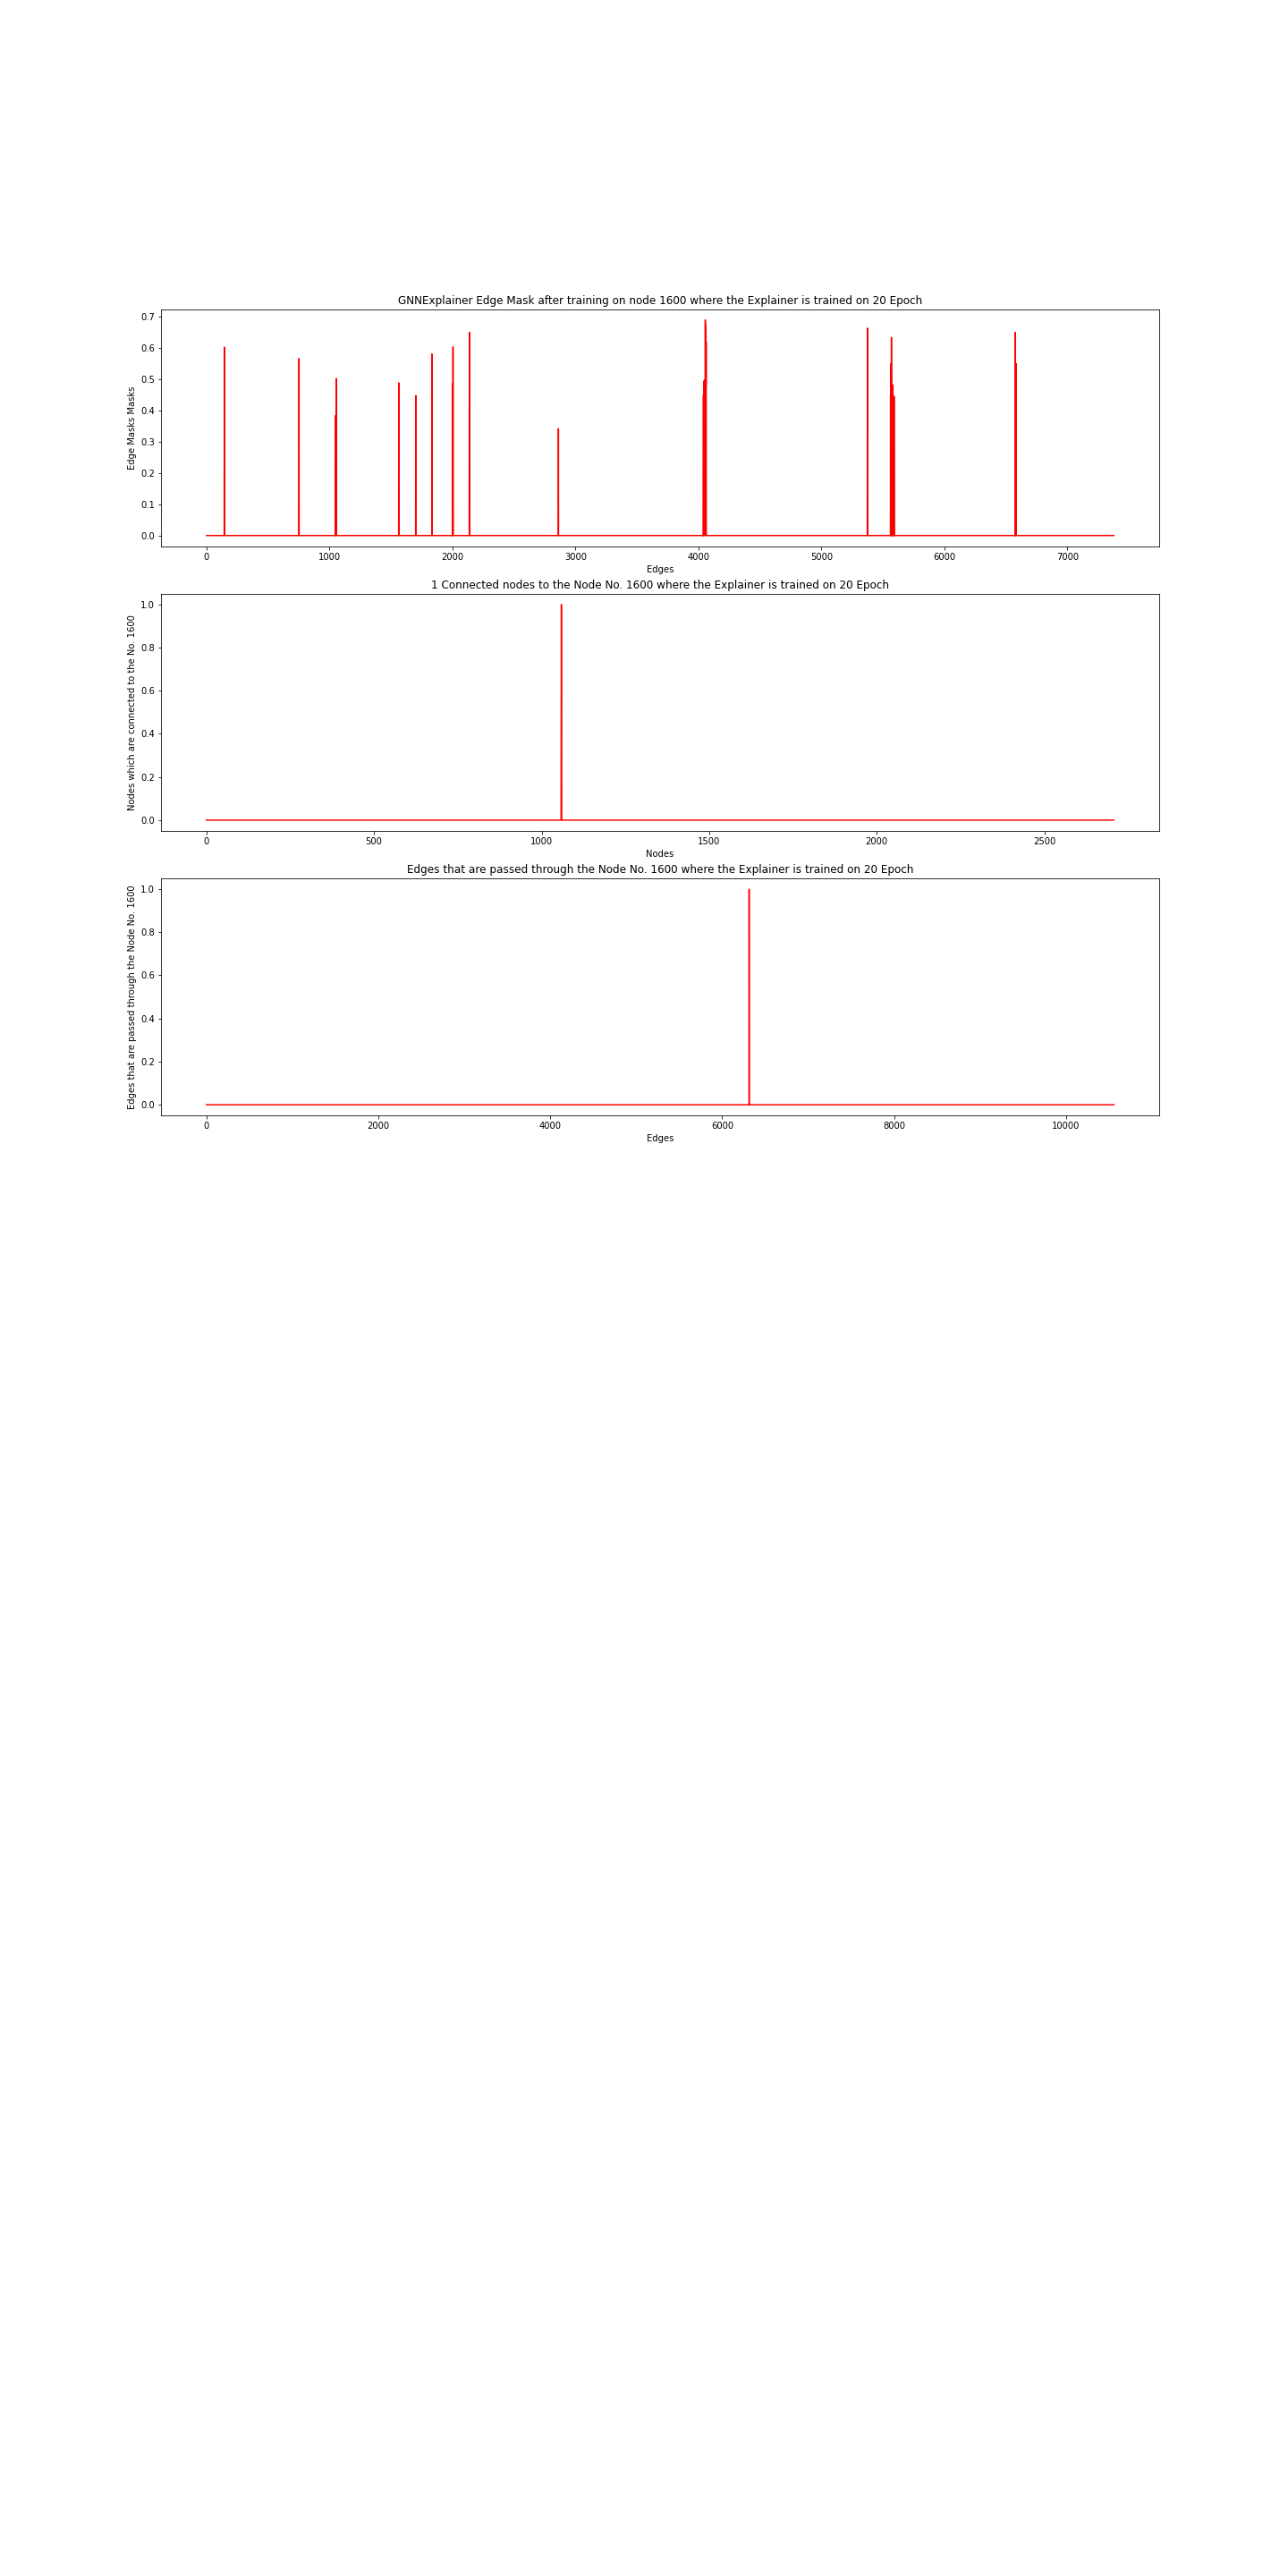 GNNExplainer Edge Mask after training on node 1600 where the Explainer is trained on 20 Epoch
0.7
0.6
0.5
0.4
0.3
0.2
0.1
0.0
Edge Masks Masks
0 1000 2000 3000 4000 5000 6000 7000
Edges
1 Connected nodes to the Node No. 1600 where the Explainer is trained on 20 Epoch
1.0
0.8
0.6
0.4
0.2
0.0
Nodes which are connected to the No. 1600
0 500 1000 1500 2000 2500
Nodes
Edges that are passed through the Node No. 1600 where the Explainer is trained on 20 Epoch
1.0
0.8
0.6
0.4
0.2
0.0
Edges that are passed through the Node No. 1600
0 2000 4000 6000 8000 10000
Edges